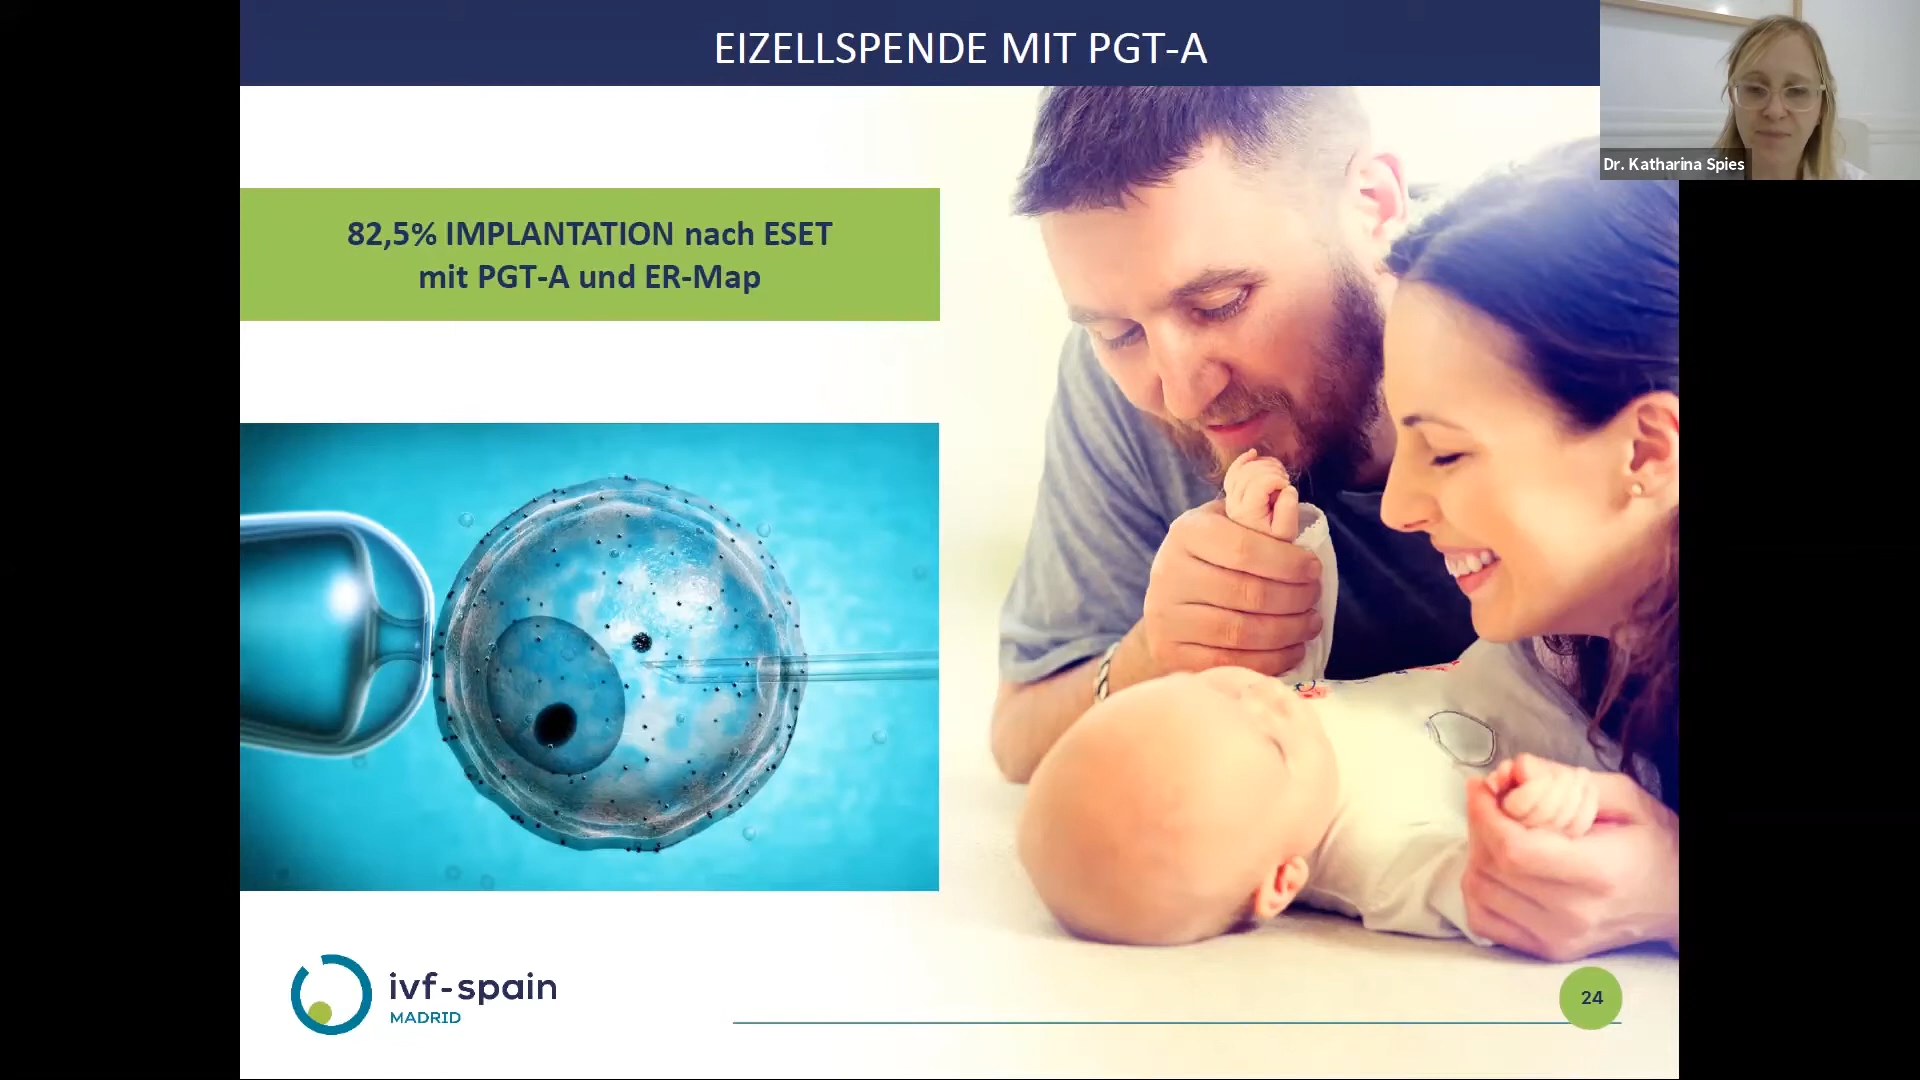 EIZELLSPENDE MIT PGT-A
Dr. Katharina Spies
82,5% IMPLANTATION nach ESET
mit PGT-A und ER-Map
ivf-spain
MADRID
24